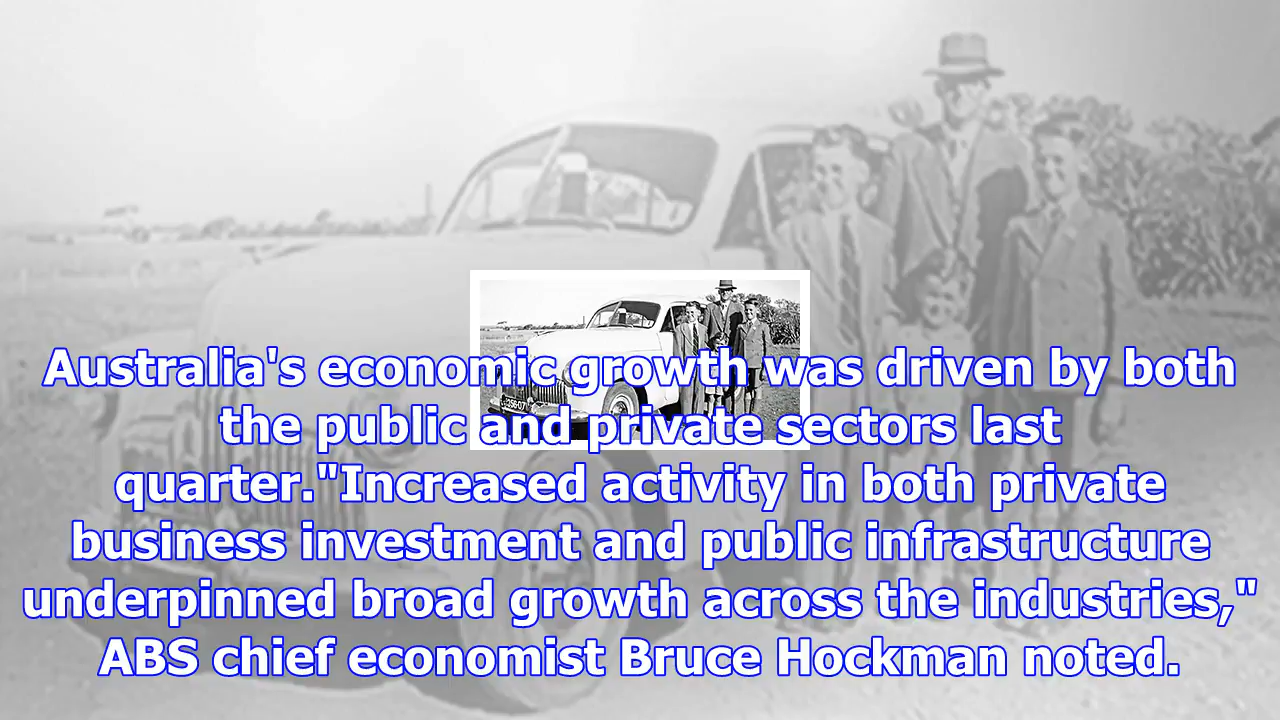 Australia's economic growth was driven by both
the public and private sectors last
quarter."Increased activity in both private
business investment and public infrastructure
underpinned broad growth across the industries,"
ABS chief economist Bruce Hockman noted.